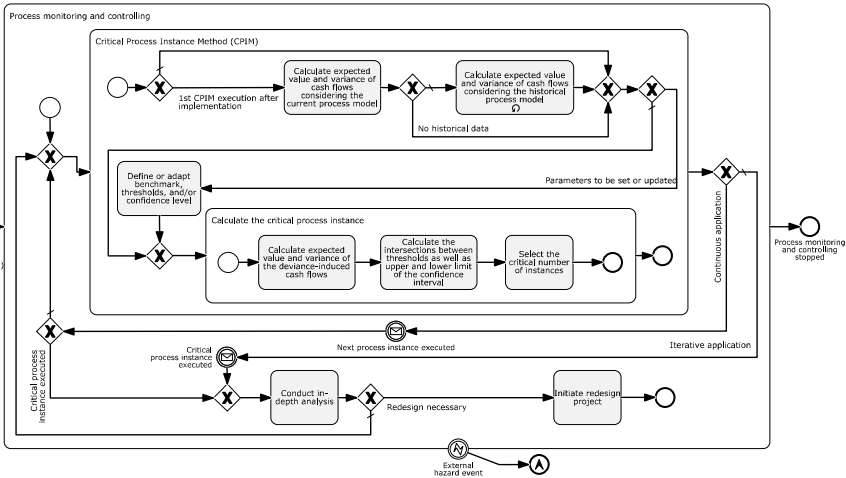 Process monitoring and controlling
Critical Process Instance Method (CPIM)
Calculate expected
value and variance of
cash flows
considering the
current process model
Calculate expected value
and variance of cash flows
considering the historical
process model
1st CPIM execution after
implementation
No historical data
Define or adapt
benchmark,
thresholds, and/or
confidence level
Parameters to be set or updated
Calculate the critical process instance
Calculate expected
value and variance of
the deviance-induced
cash flows
Calculate the
intersections between
thresholds as well as
upper and lower limit of
the confidence
interval
Select the
critical number
of instances
Continuous application
Process monitoring
and controlling
stopped
)
Next process instance executed
Iterative application
Critical
process instance
executed
Critical process
instance executed
Conduct in-
depth analysis
Redesign necessary
Initiate redesign
project
External
hazard event